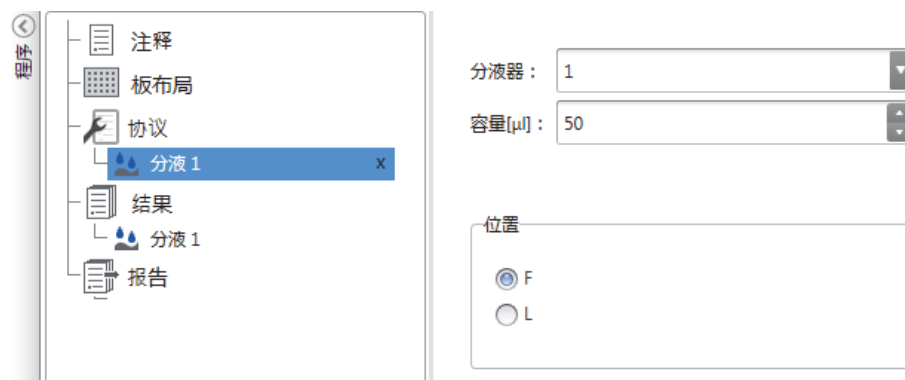 程序
注释
板布局
协议
分液 1
x
结果
分液 1
报告
分液器： 1
容量[μl]： 50
位置
F
L